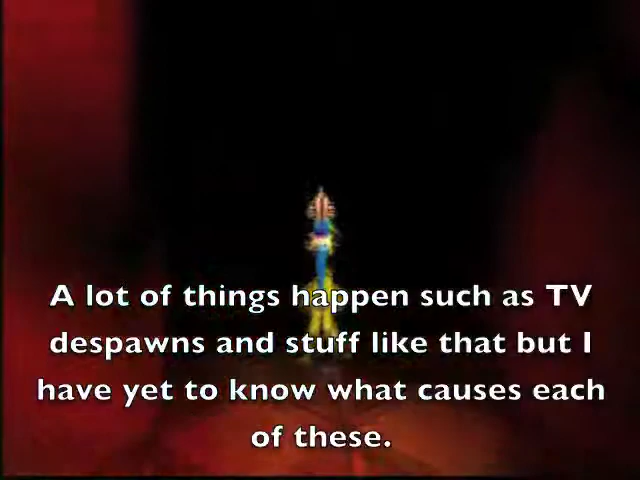 A lot of things happen such as TV
despawns and stuff like that but I
have yet to know what causes each
of these.